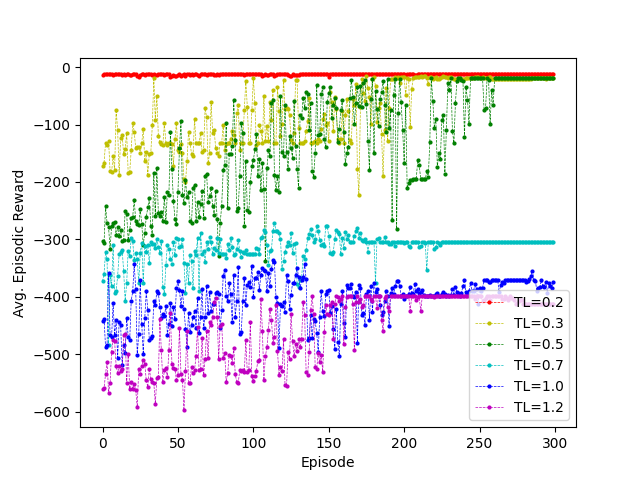 0
−100
−200
−300
−400
−500
−600
Avg. Episodic Reward
0
50
100
150
200
250
300
Episode
TL=0.2
TL=0.3
TL=0.5
TL=0.7
TL=1.0
TL=1.2